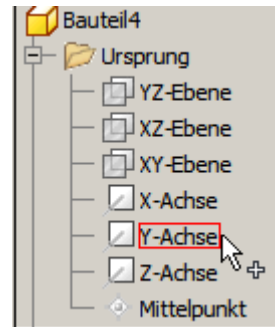 Bauteil4
Ursprung
YZ-Ebene
XZ-Ebene
XY-Ebene
X-Achse
Y-Achse
Z-Achse
Mittelpunkt